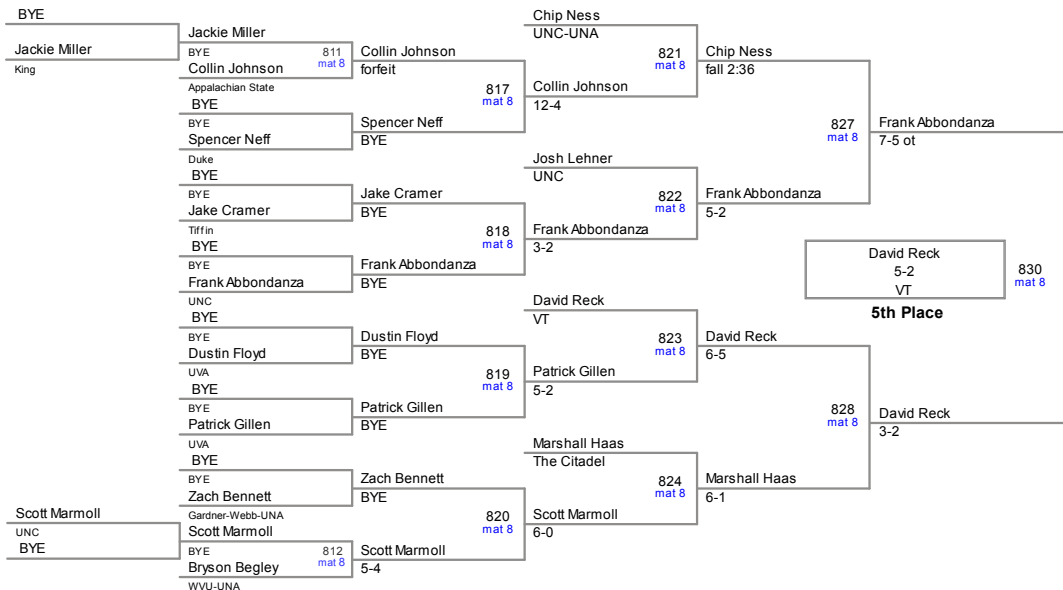 BYE
Jackie Miller
King
Scott Marmoll
UNC
BYE
Jackie Miller
BYE
811
mat 8
Collin Johnson
Appalachian State
BYE
BYE
Spencer Neff
Duke
BYE
BYE
Jake Cramer
Tiffin
BYE
BYE
Frank Abbondanza
UNC
BYE
BYE
Dustin Floyd
UVA
BYE
BYE
Patrick Gillen
UVA
BYE
BYE
Zach Bennett
Gardner-Webb-UNA
Scott Marmoll
BYE
812
mat 8
Bryson Begley
WVU-UNA
Collin Johnson
forfeit
817
mat 8
Spencer Neff
BYE
Jake Cramer
BYE
818
mat 8
Frank Abbondanza
BYE
Dustin Floyd
BYE
819
mat 8
Patrick Gillen
BYE
Zach Bennett
BYE
820
mat 8
Scott Marmoll
5-4
Chip Ness
UNC-UNA
821
mat 8
Collin Johnson
12-4
Josh Lehner
UNC
822
mat 8
Frank Abbondanza
3-2
David Reck
VT
823
mat 8
Patrick Gillen
5-2
Marshall Haas
The Citadel
824
mat 8
Scott Marmoll
6-0
Chip Ness
fall 2:36
827
mat 8
Frank Abbondanza
5-2
David Reck
6-5
828
mat 8
Marshall Haas
6-1
Frank Abbondanza
7-5 ot
David Reck
5-2
VT
830
mat 8
5th Place
David Reck
3-2